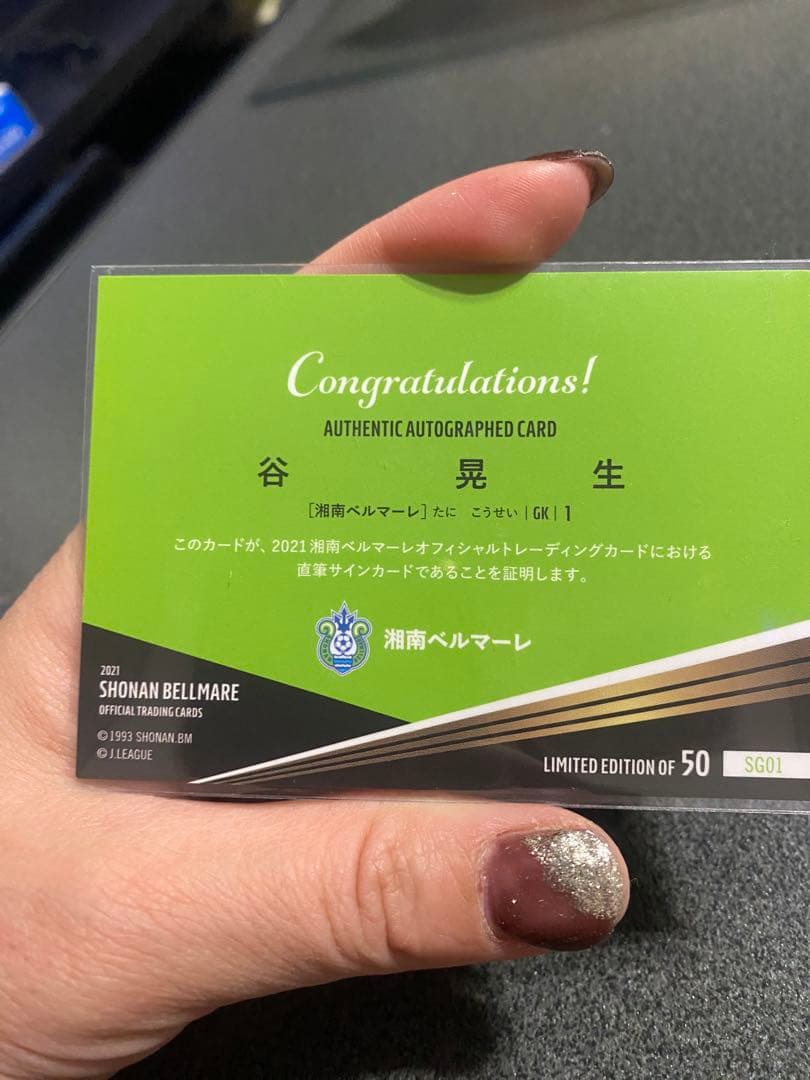 Congratulations!
AUTHENTIC AUTOGRAPHED CARD
谷 晃 生
［湘南ベルマーレ］たに こうせい｜GK｜1
このカードが、2021湘南ベルマーレオフィシャルトレーディングカードにおける
直筆サインカードであることを証明します。
湘南ベルマーレ
2021
SHONAN BELLMARE
OFFICIAL TRADING CARDS
©1993 SHONAN.BM
©J.LEAGUE
LIMITED EDITION OF 50 SG01